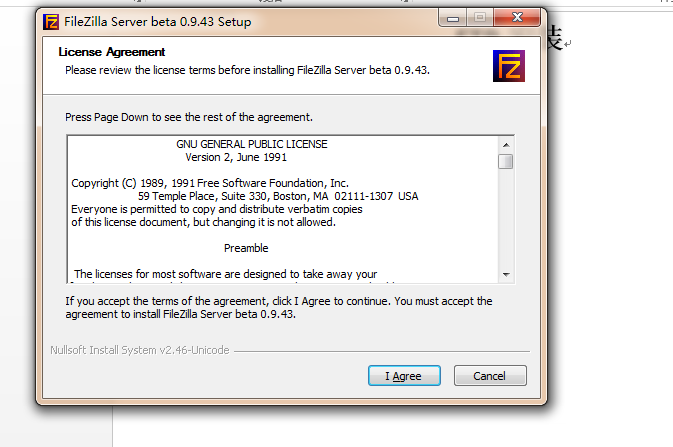 FileZilla Server beta 0.9.43 Setup
装
License Agreement
Please review the license terms before installing FileZilla Server beta 0.9.43.
Press Page Down to see the rest of the agreement.
GNU GENERAL PUBLIC LICENSE
Version 2, June 1991
Copyright (C) 1989, 1991 Free Software Foundation, Inc.
59 Temple Place, Suite 330, Boston, MA 02111-1307 USA
Everyone is permitted to copy and distribute verbatim copies
of this license document, but changing it is not allowed.
Preamble
The licenses for most software are designed to take away your
If you accept the terms of the agreement, click I Agree to continue. You must accept the
agreement to install FileZilla Server beta 0.9.43.
Nullsoft Install System v2.46-Unicode
I Agree
Cancel